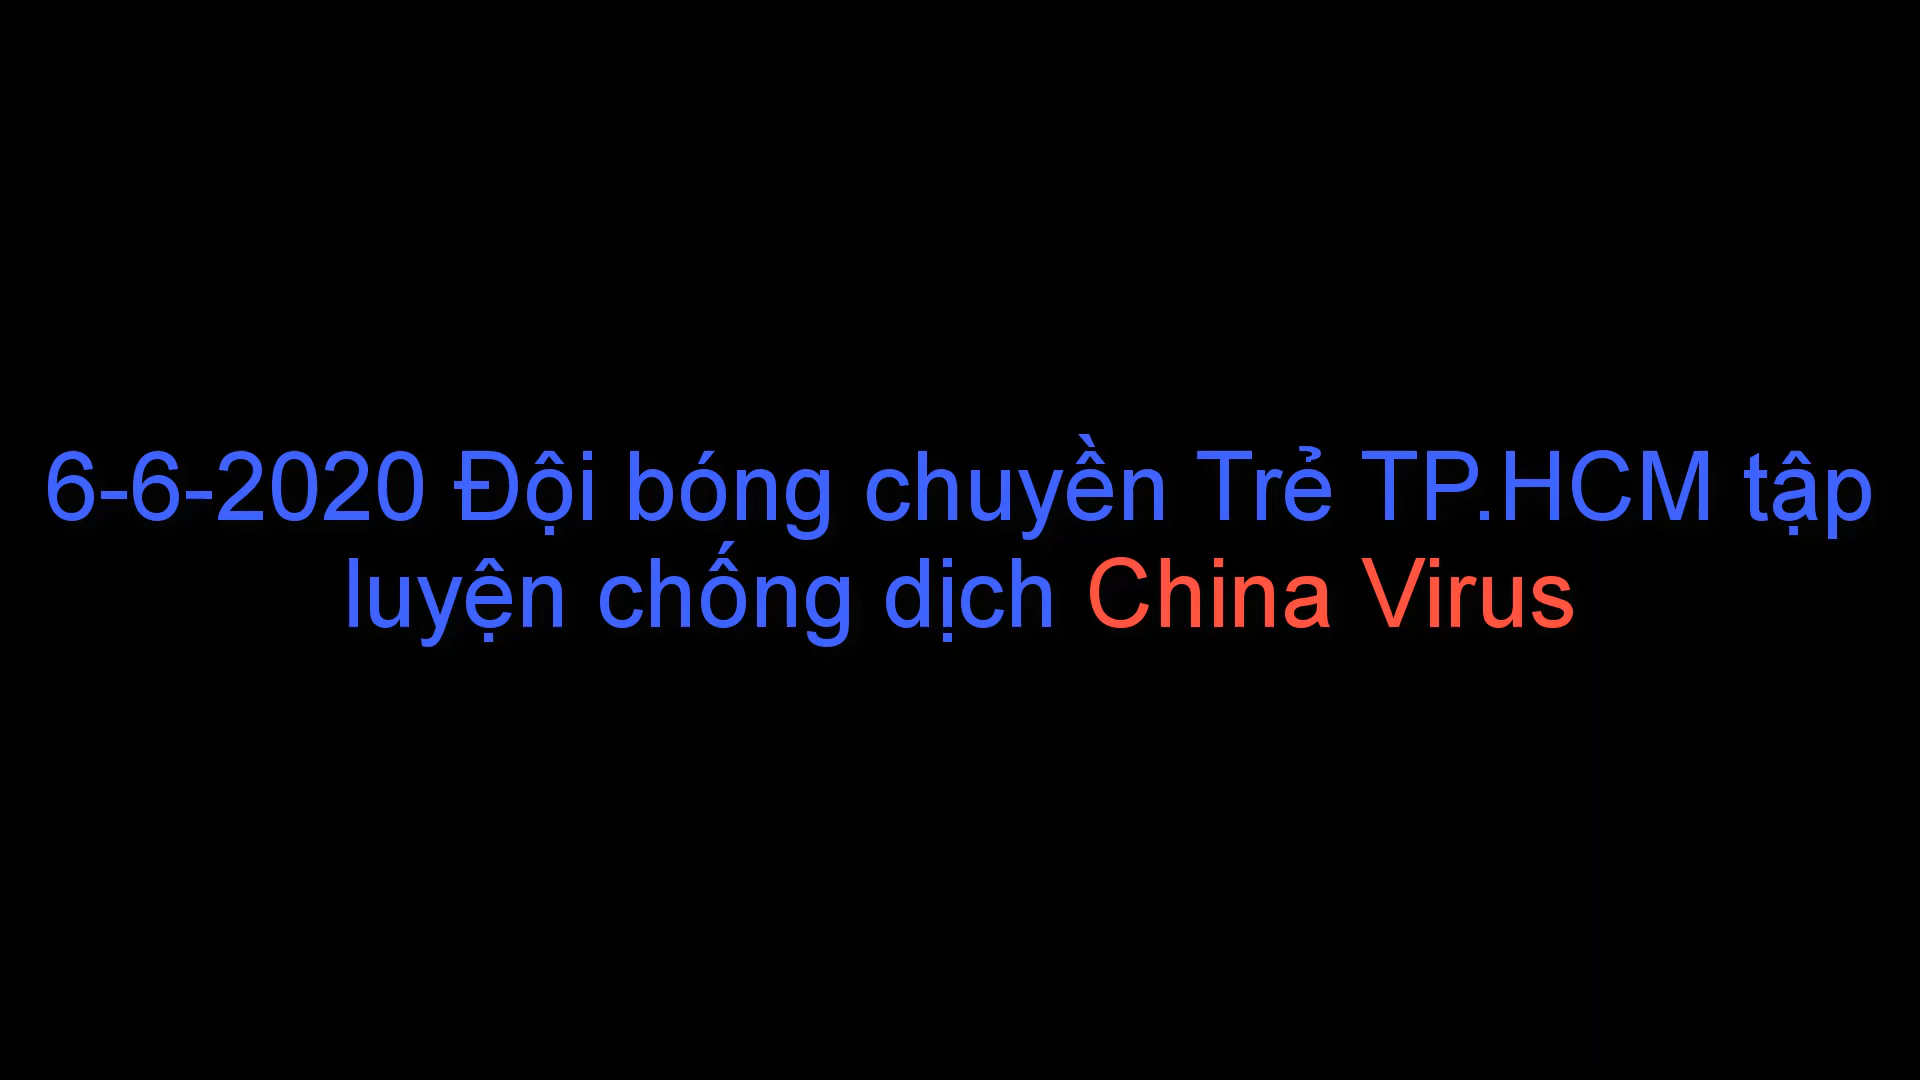 6-6-2020 Đội bóng chuyền Trẻ TP.HCM tập
luyện chống dịch China Virus